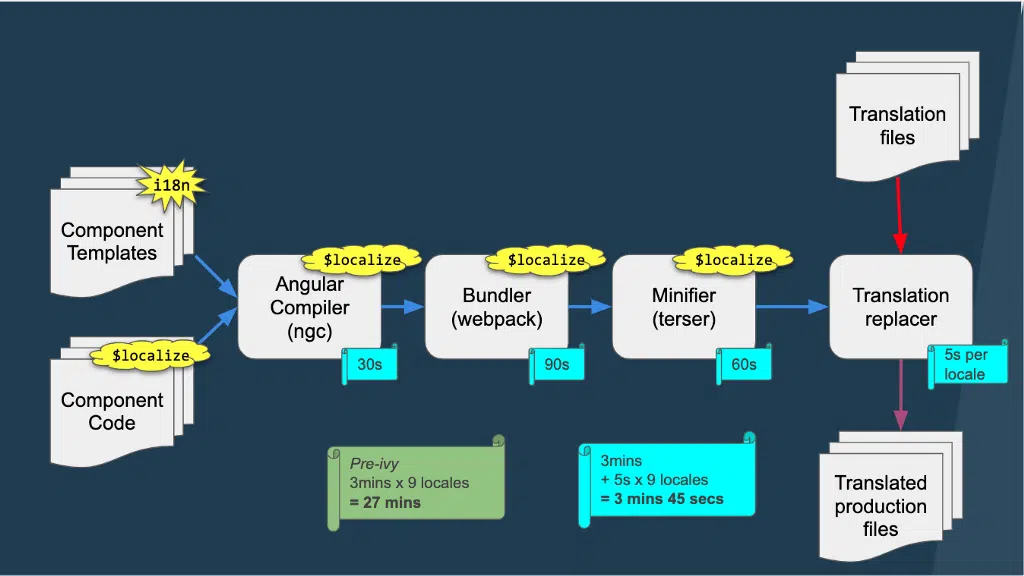 Translation
files
i18n
Component
Templates
$localize
Component
Code
$localize
Angular
Compiler
(ngc)
30s
$localize
Bundler
(webpack)
90s
$localize
Minifier
(terser)
60s
Translation
replacer
5s per
locale
Pre-ivy
3mins x 9 locales
= 27 mins
3mins
+ 5s x 9 locales
= 3 mins 45 secs
Translated
production
files